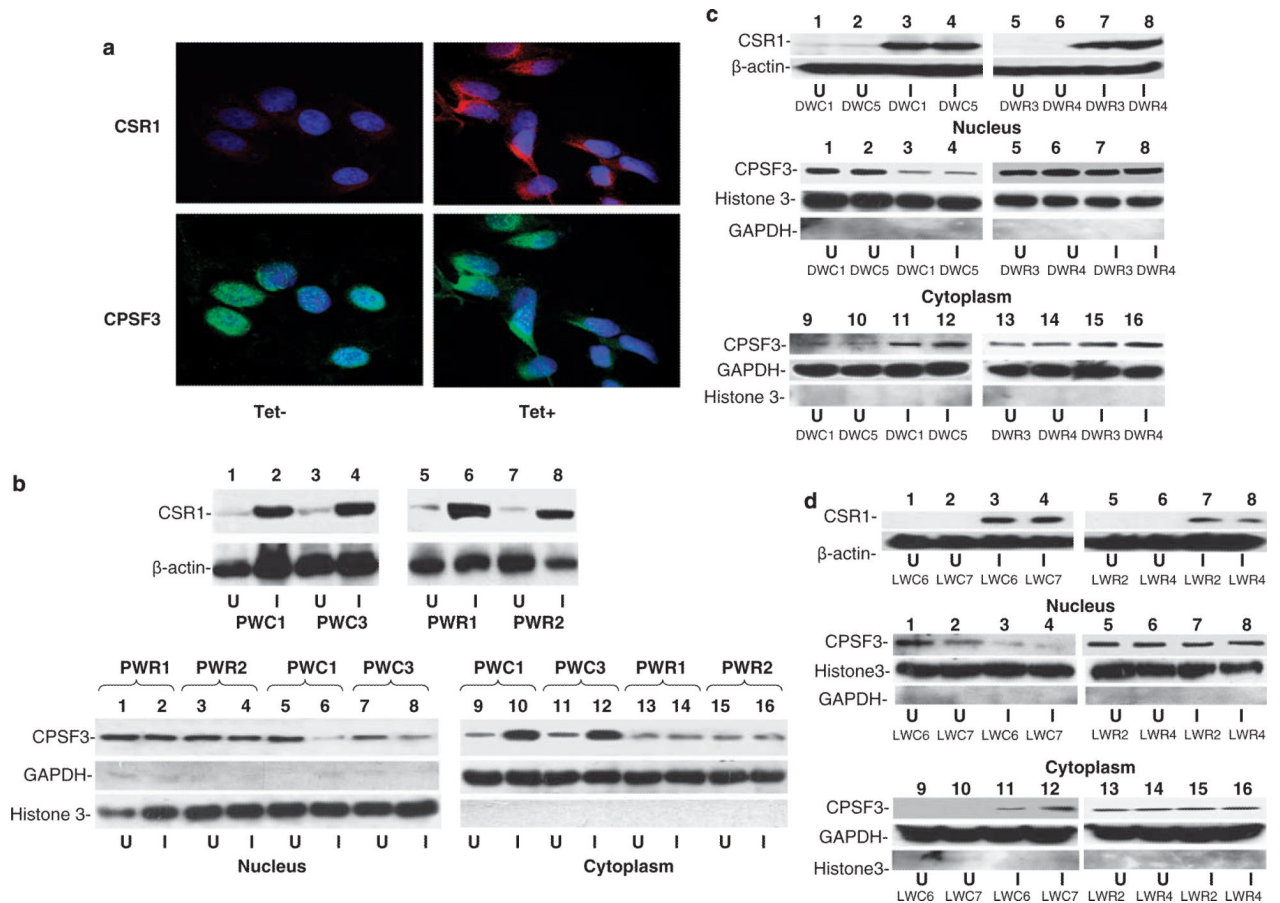 a
CSR1
CPSF3
Tet- Tet+
b
1 2 3 4 5 6 7 8
CSR1-
β-actin-
U I U I U I U I
PWC1 PWC3 PWR1 PWR2
PWR1 PWR2 PWC1 PWC3 PWC1 PWC3 PWR1 PWR2
1 2 3 4 5 6 7 8 9 10 11 12 13 14 15 16
CPSF3-
GAPDH-
Histone 3-
U I U I U I U I U I U I U I U I
Nucleus Cytoplasm
c
1 2 3 4 5 6 7 8
CSR1-
β-actin-
U U I I U U I I
DWC1 DWC5 DWC1 DWC5 DWR3 DWR4 DWR3 DWR4
Nucleus
1 2 3 4 5 6 7 8
CPSF3-
Histone 3-
GAPDH-
U U I I U U I I
DWC1 DWC5 DWC1 DWC5 DWR3 DWR4 DWR3 DWR4
Cytoplasm
9 10 11 12 13 14 15 16
CPSF3-
GAPDH-
Histone 3-
U U I I U U I I
DWC1 DWC5 DWC1 DWC5 DWR3 DWR4 DWR3 DWR4
d
1 2 3 4 5 6 7 8
CSR1-
β-actin-
U U I I U U I I
LWC6 LWC7 LWC6 LWC7 LWR2 LWR4 LWR2 LWR4
Nucleus
1 2 3 4 5 6 7 8
CPSF3-
Histone3-
GAPDH-
U U I I U U I I
LWC6 LWC7 LWC6 LWC7 LWR2 LWR4 LWR2 LWR4
Cytoplasm
9 10 11 12 13 14 15 16
CPSF3-
GAPDH-
Histone3-
U U I I U U I I
LWC6 LWC7 LWC6 LWC7 LWR2 LWR4 LWR2 LWR4